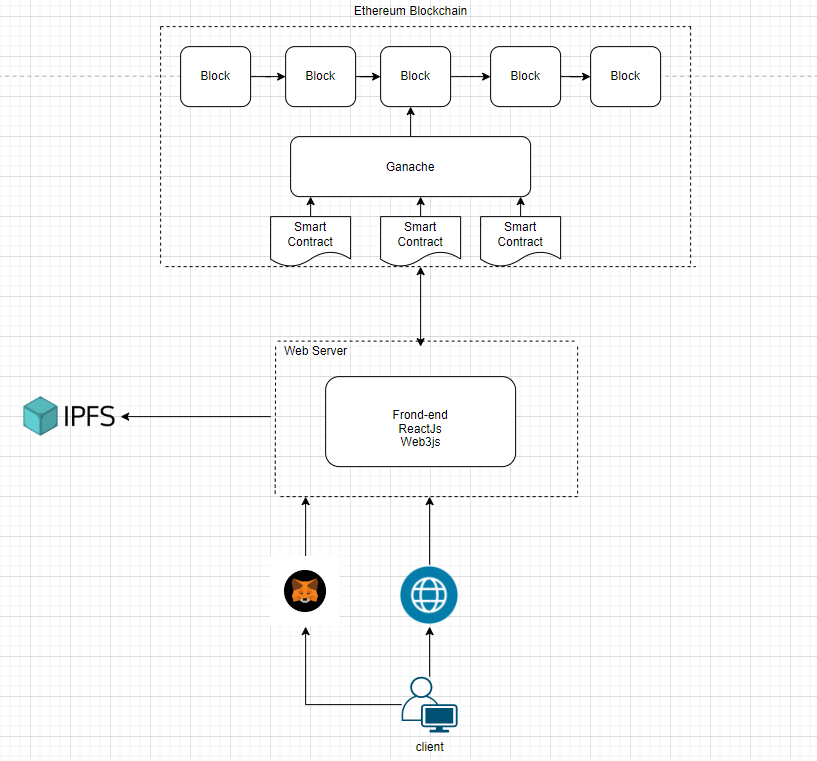 Ethereum Blockchain
Block
Block
Block
Block
Block
Ganache
Smart
Contract
Smart
Contract
Smart
Contract
Web Server
Frond-end
ReactJs
Web3js
IPFS
client